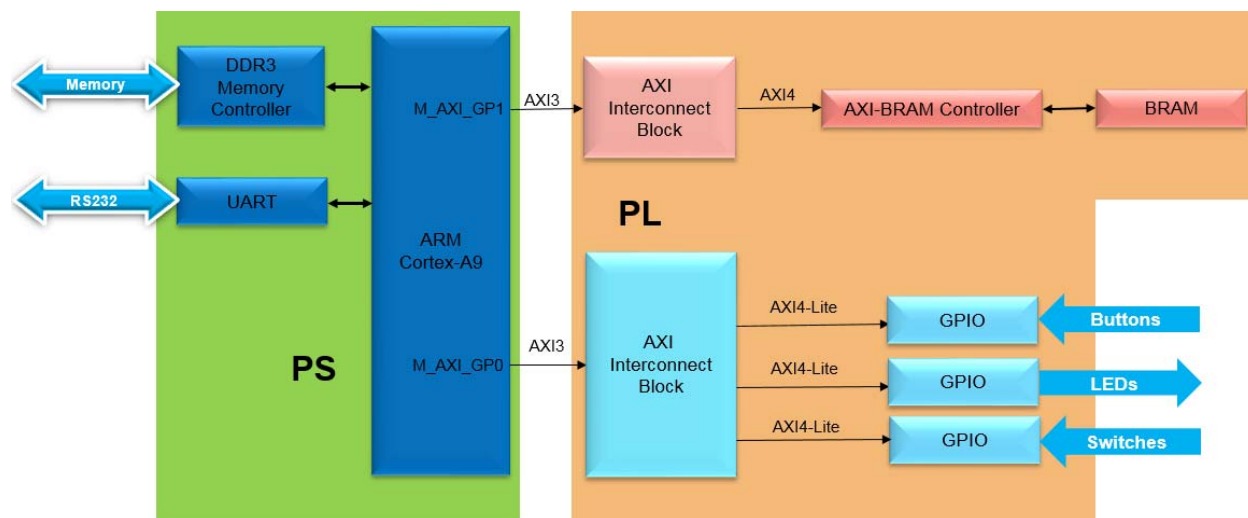 Memory
DDR3
Memory
Controller
M_AXI_GP1
AXI3
AXI
Interconnect
Block
AXI4
AXI-BRAM Controller
BRAM
RS232
UART
PL
ARM
Cortex-A9
PS
M_AXI_GP0
AXI3
AXI
Interconnect
Block
AXI4-Lite
GPIO
Buttons
AXI4-Lite
GPIO
LEDs
AXI4-Lite
GPIO
Switches